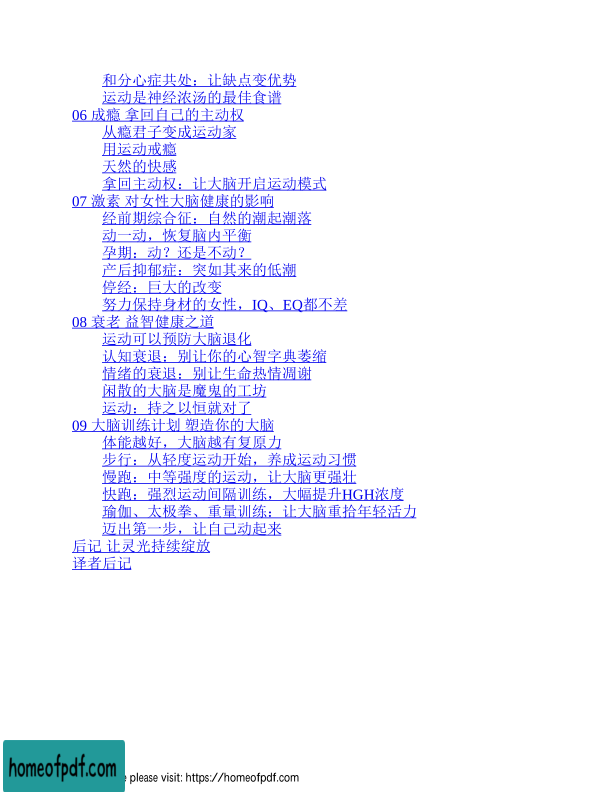 和分心症共处：让缺点变优势
运动是神经浓汤的最佳食谱
06 成瘾 拿回自己的主动权
从瘾君子变成运动家
用运动戒瘾
天然的快感
拿回主动权：让大脑开启运动模式
07 激素 对女性大脑健康的影响
经前期综合征：自然的潮起潮落
动一动，恢复脑内平衡
孕期：动？还是不动？
产后抑郁症：突如其来的低潮
停经：巨大的改变
努力保持身材的女性，IQ、EQ都不差
08 衰老 益智健康之道
运动可以预防大脑退化
认知衰退：别让你的心智字典萎缩
情绪的衰退：别让生命热情凋谢
闲散的大脑是魔鬼的工坊
运动：持之以恒就对了
09 大脑训练计划 塑造你的大脑
体能越好，大脑越有复原力
步行：从轻度运动开始，养成运动习惯
慢跑：中等强度的运动，让大脑更强壮
快跑：强烈运动间隔训练，大幅提升HGH浓度
瑜伽、太极拳、重量训练：让大脑重拾年轻活力
迈出第一步，让自己动起来
后记 让灵光持续绽放
译者后记
homeofpdf.com
e please visit: https://homeofpdf.com